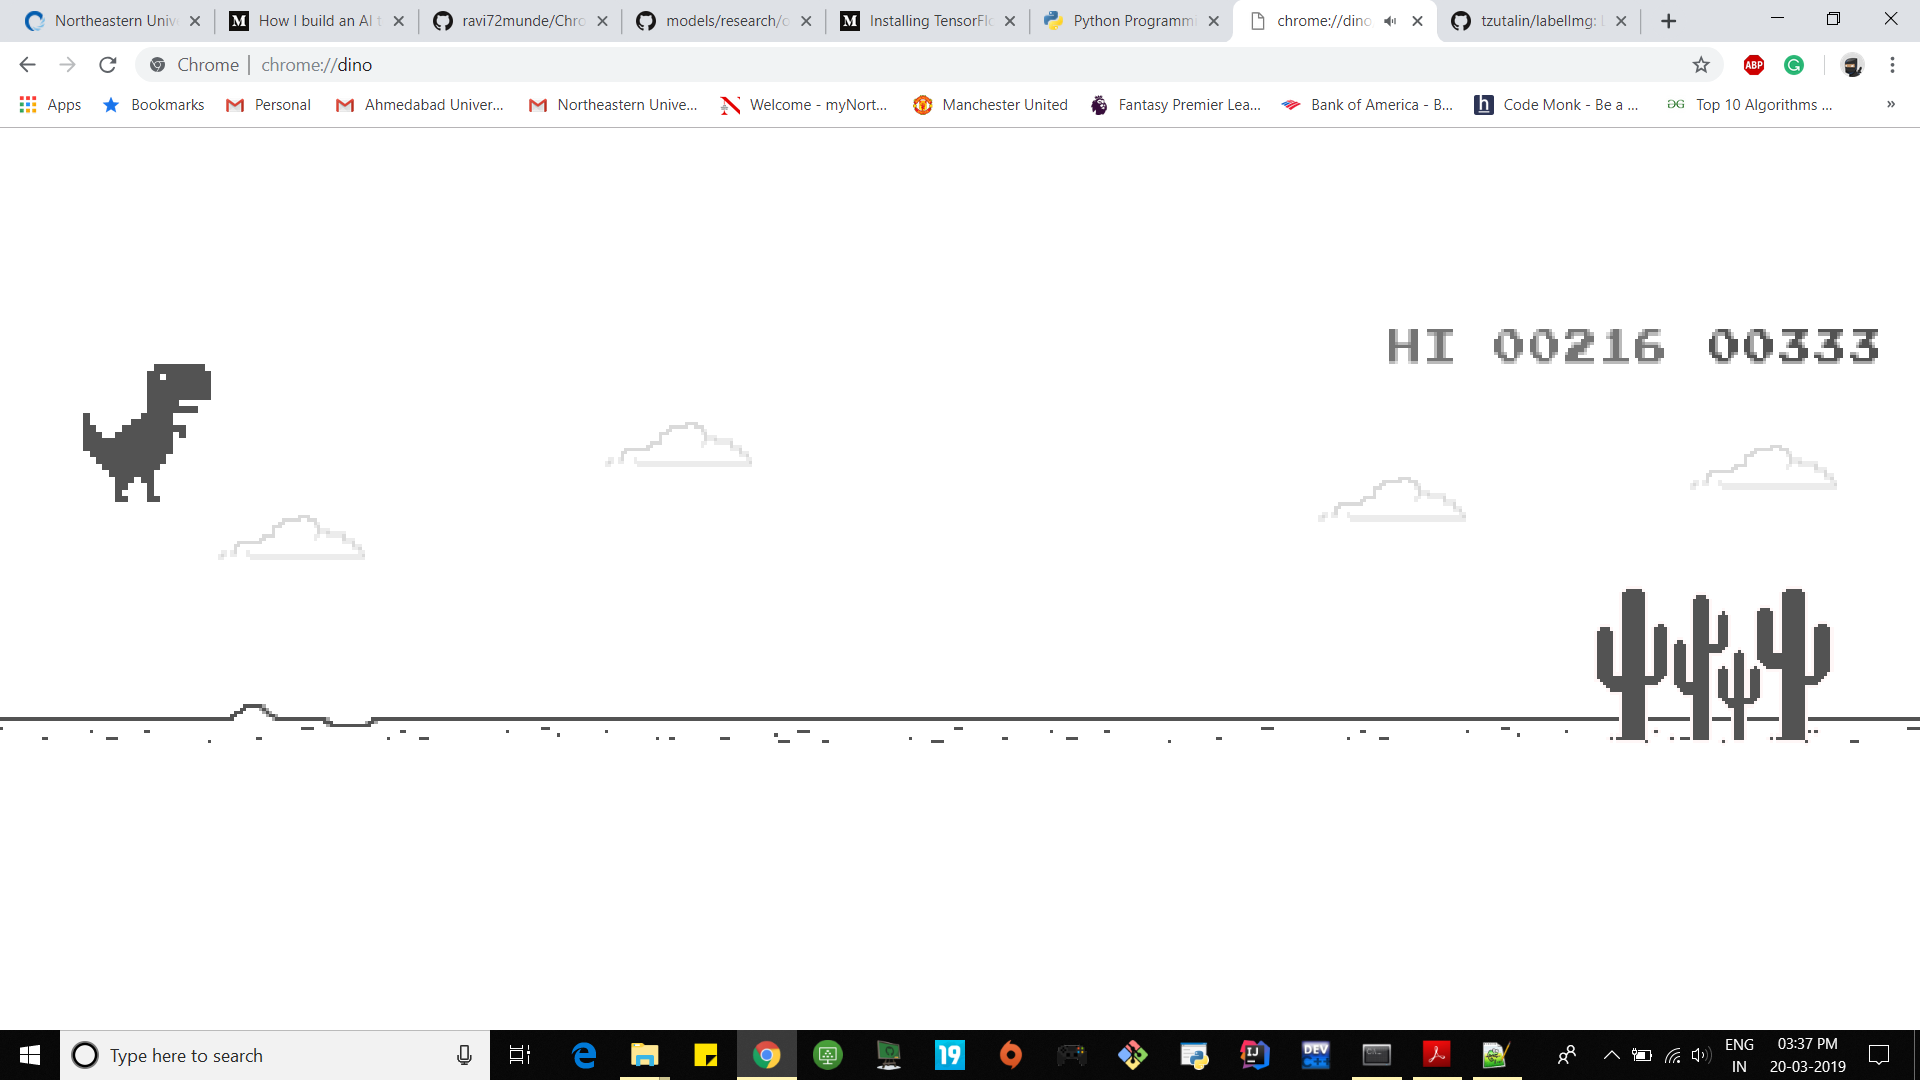 Northeastern Univ
How I build an AI t
ravi72munde/Chro
models/research/o
Installing TensorFlo
Python Programmi
chrome://dino
tzutalin/labelImg: L
Chrome | chrome://dino
ABP
G
Apps
Bookmarks
Personal
Ahmedabad Univer...
Northeastern Unive...
Welcome - myNort...
Manchester United
Fantasy Premier Lea...
Bank of America - B...
h
Code Monk - Be a ...
Top 10 Algorithms ...
»
HI 00216 00333
Type here to search
19
IJ
DEV
C++
ENG
IN
03:37 PM
20-03-2019